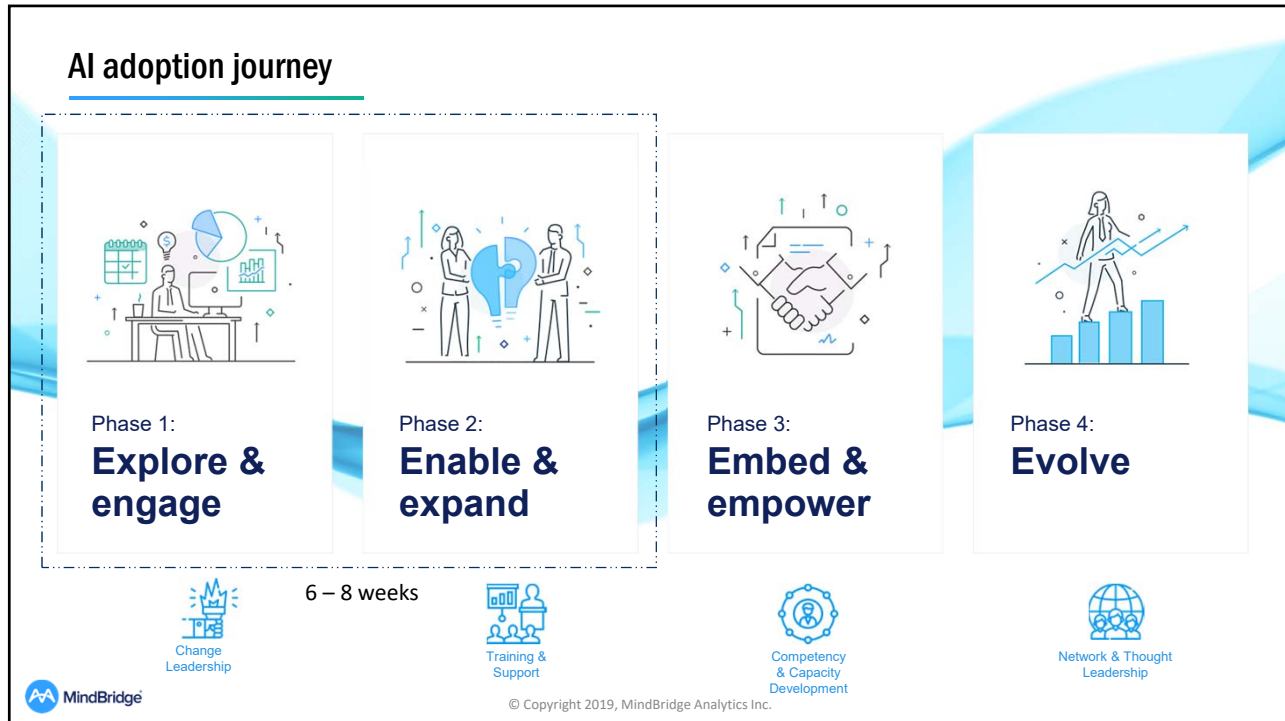 AI adoption journey
$
Phase 1:
Explore &
engage
Phase 2:
Enable &
expand
Phase 3:
Embed &
empower
Phase 4:
Evolve
6 – 8 weeks
Change
Leadership
Training &
Support
Competency
& Capacity
Development
Network & Thought
Leadership
MindBridge
© Copyright 2019, MindBridge Analytics Inc.